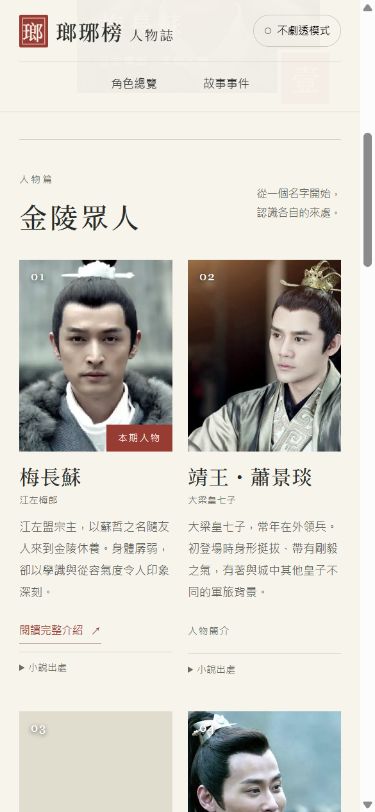 瑯
瑯琊榜 人物誌
不劇透模式
角色總覽 故事事件
壹
人物篇
金陵眾人
從一個名字開始，
認識各自的來處。
01
本期人物
梅長蘇
江左梅郎
江左盟宗主，以蘇哲之名隨友
人來到金陵休養。身體孱弱，
卻以學識與從容氣度令人印象
深刻。
閱讀完整介紹 ↗
▶ 小說出處
02
靖王・蕭景琰
大梁皇七子
大梁皇七子，常年在外領兵。
初登場時身形挺拔、帶有剛毅
之氣，有著與城中其他皇子不
同的軍旅背景。
人物簡介
▶ 小說出處
03